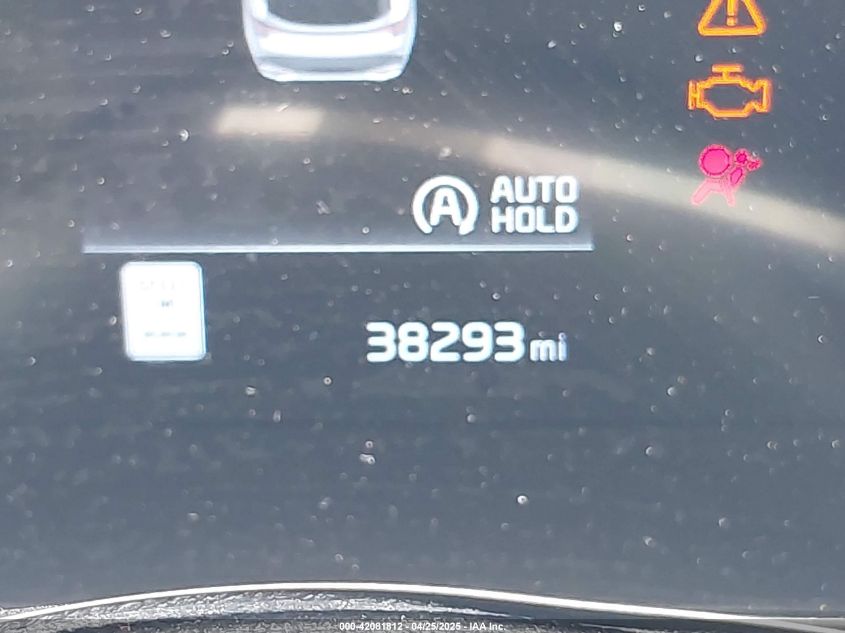 AUTO
HOLD
38293 mi
000-42081812 - 04/25/2025 - IAA Inc.